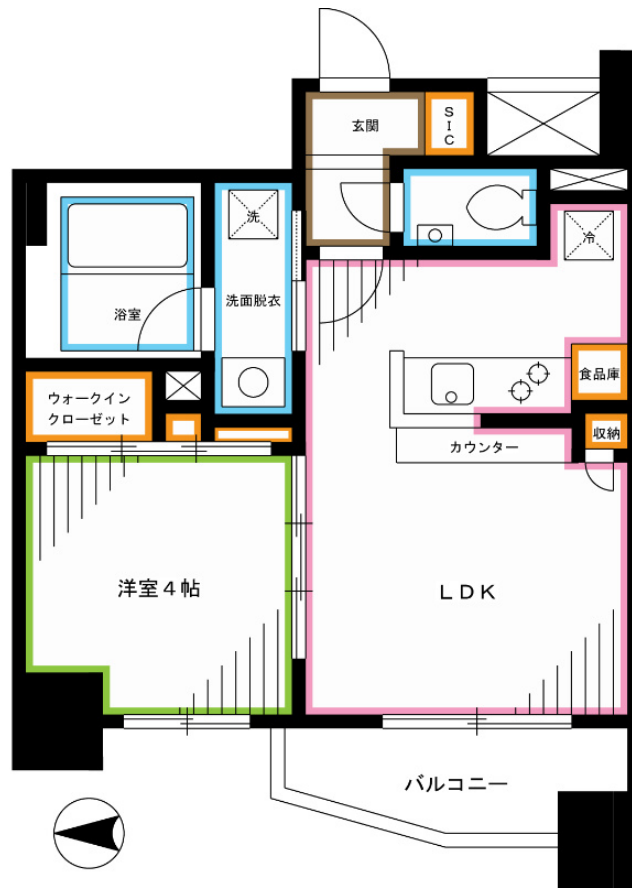 玄関
SIC
洗
冷
洗面脱衣
浴室
食品庫
ウォークイン
クローゼット
収納
カウンター
洋室4帖
LDK
バルコニー